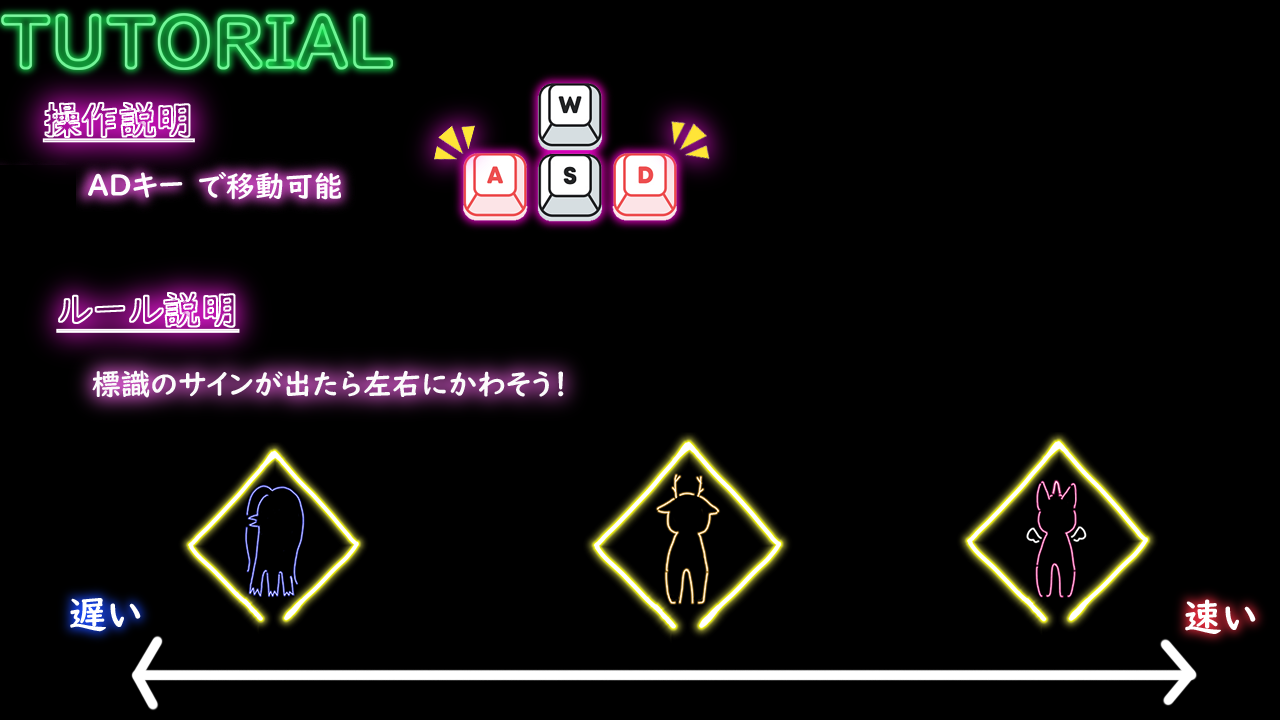 TUTORIAL
操作説明
W
ADキー で移動可能
A S D
ルール説明
標識のサインが出たら左右にかわそう！
遅い
速い